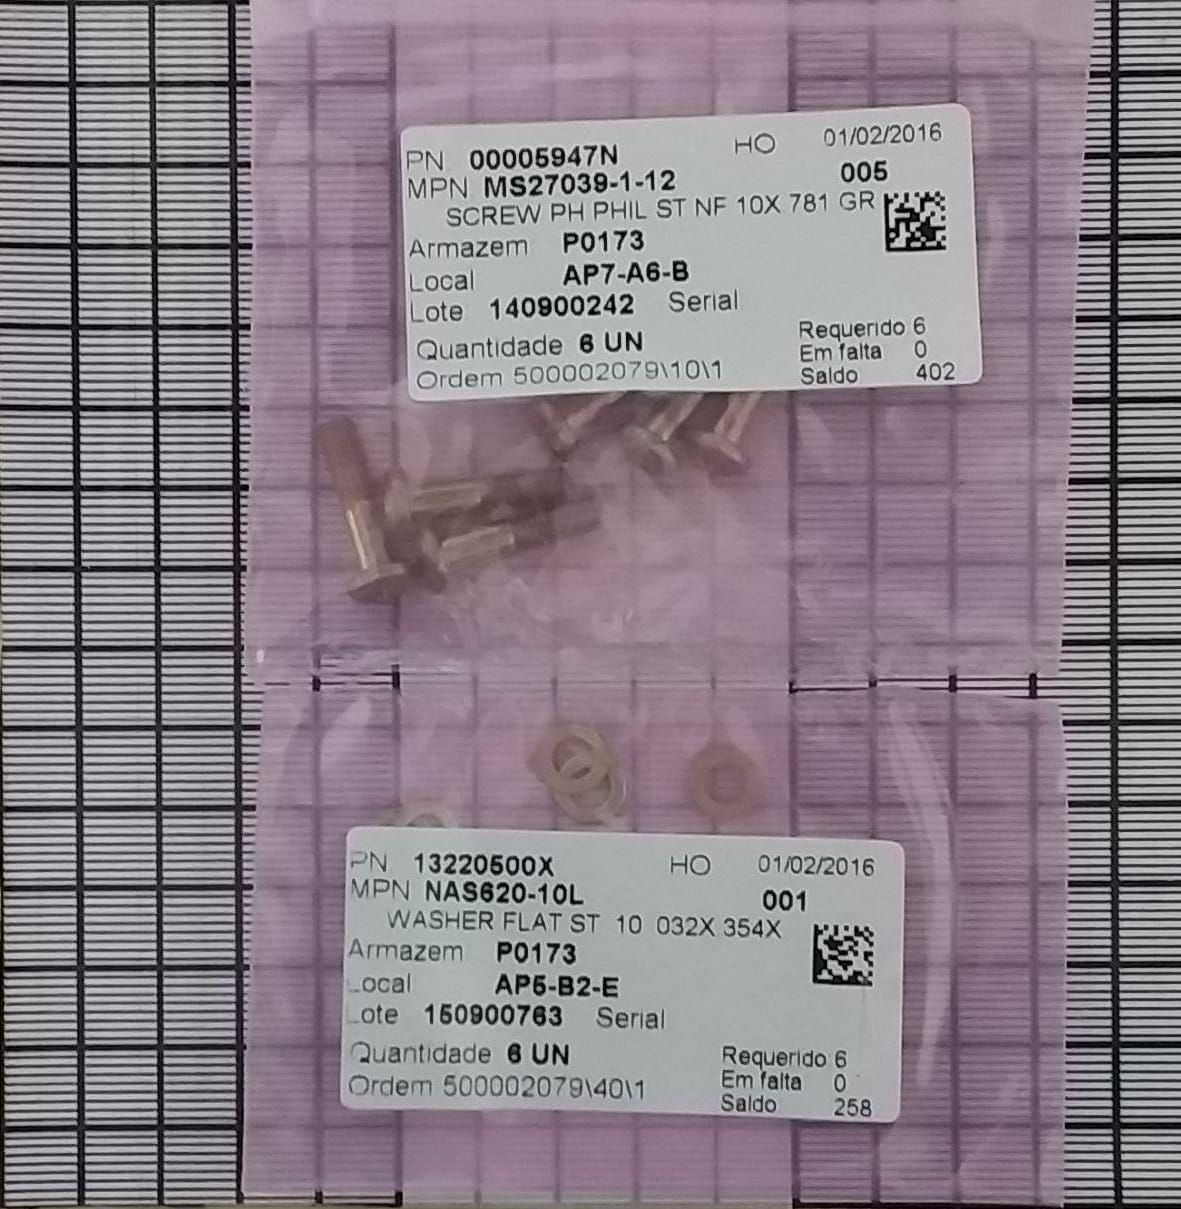 PN 00005947N HO 01/02/2016
MPN MS27039-1-12 005
SCREW PH PHIL ST NF 10X 781 GR
Armazem P0173
Local AP7-A6-B
Lote 140900242 Serial
Quantidade 6 UN Requerido 6
Em falta 0
Ordem 500002079\10\1 Saldo 402
PN 13220500X HO 01/02/2016
MPN NAS620-10L 001
WASHER FLAT ST 10 032X 354X
Armazem P0173
Local AP5-B2-E
Lote 150900763 Serial
Quantidade 6 UN Requerido 6
Em falta 0
Ordem 500002079\40\1 Saldo 258